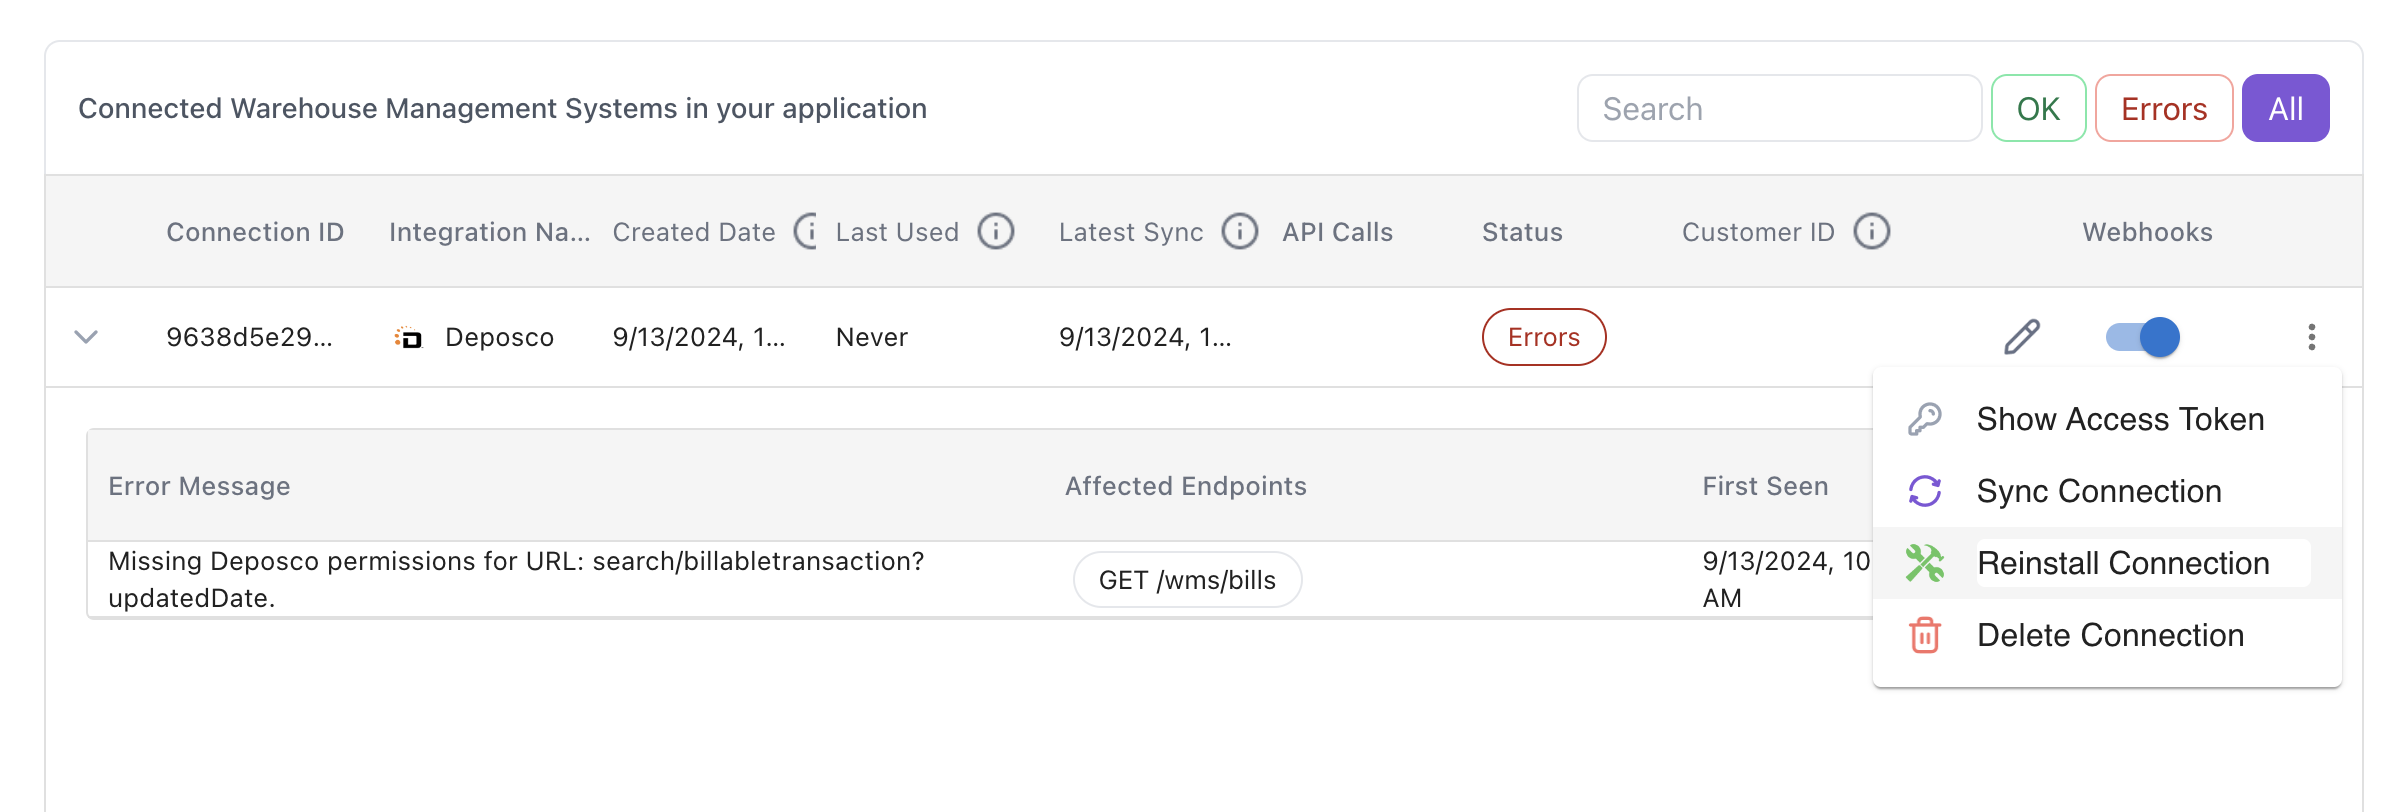 Connected Warehouse Management Systems in your application
Search
OK
Errors
All
Connection ID
Integration Na...
Created Date
Last Used
Latest Sync
API Calls
Status
Customer ID
Webhooks
9638d5e29...
Deposco
9/13/2024, 1...
Never
9/13/2024, 1...
Errors
Show Access Token
Sync Connection
Reinstall Connection
Delete Connection
Error Message
Affected Endpoints
First Seen
Missing Deposco permissions for URL: search/billabletransaction?
updatedDate.
GET /wms/bills
9/13/2024, 10
AM